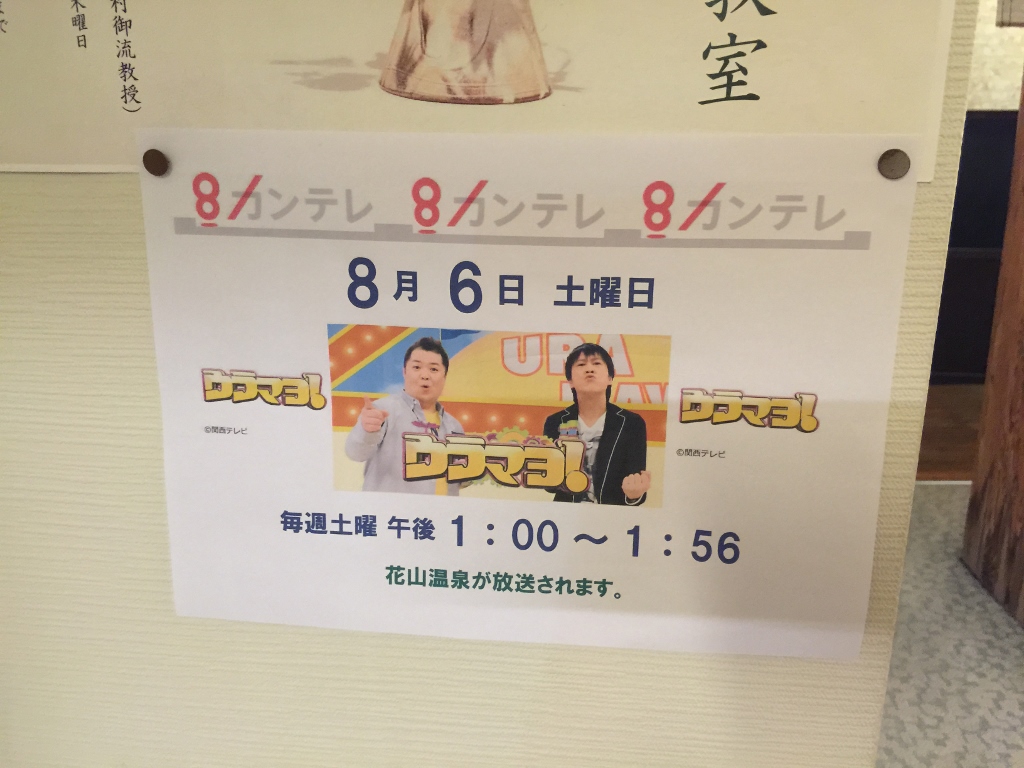 教室
村御流教授)
木曜日
8/カンテレ 8/カンテレ 8/カンテレ
8月 6日 土曜日
URA
MAY
ウラマヨ!
©関西テレビ
ウラマヨ!
ウラマヨ!
©関西テレビ
毎週土曜 午後 1:00~1:56
花山温泉が放送されます。